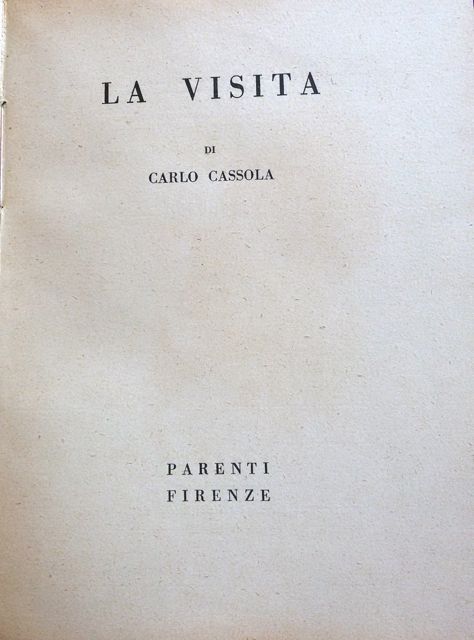 LA VISITA
DI
CARLO CASSOLA
PARENTI
FIRENZE